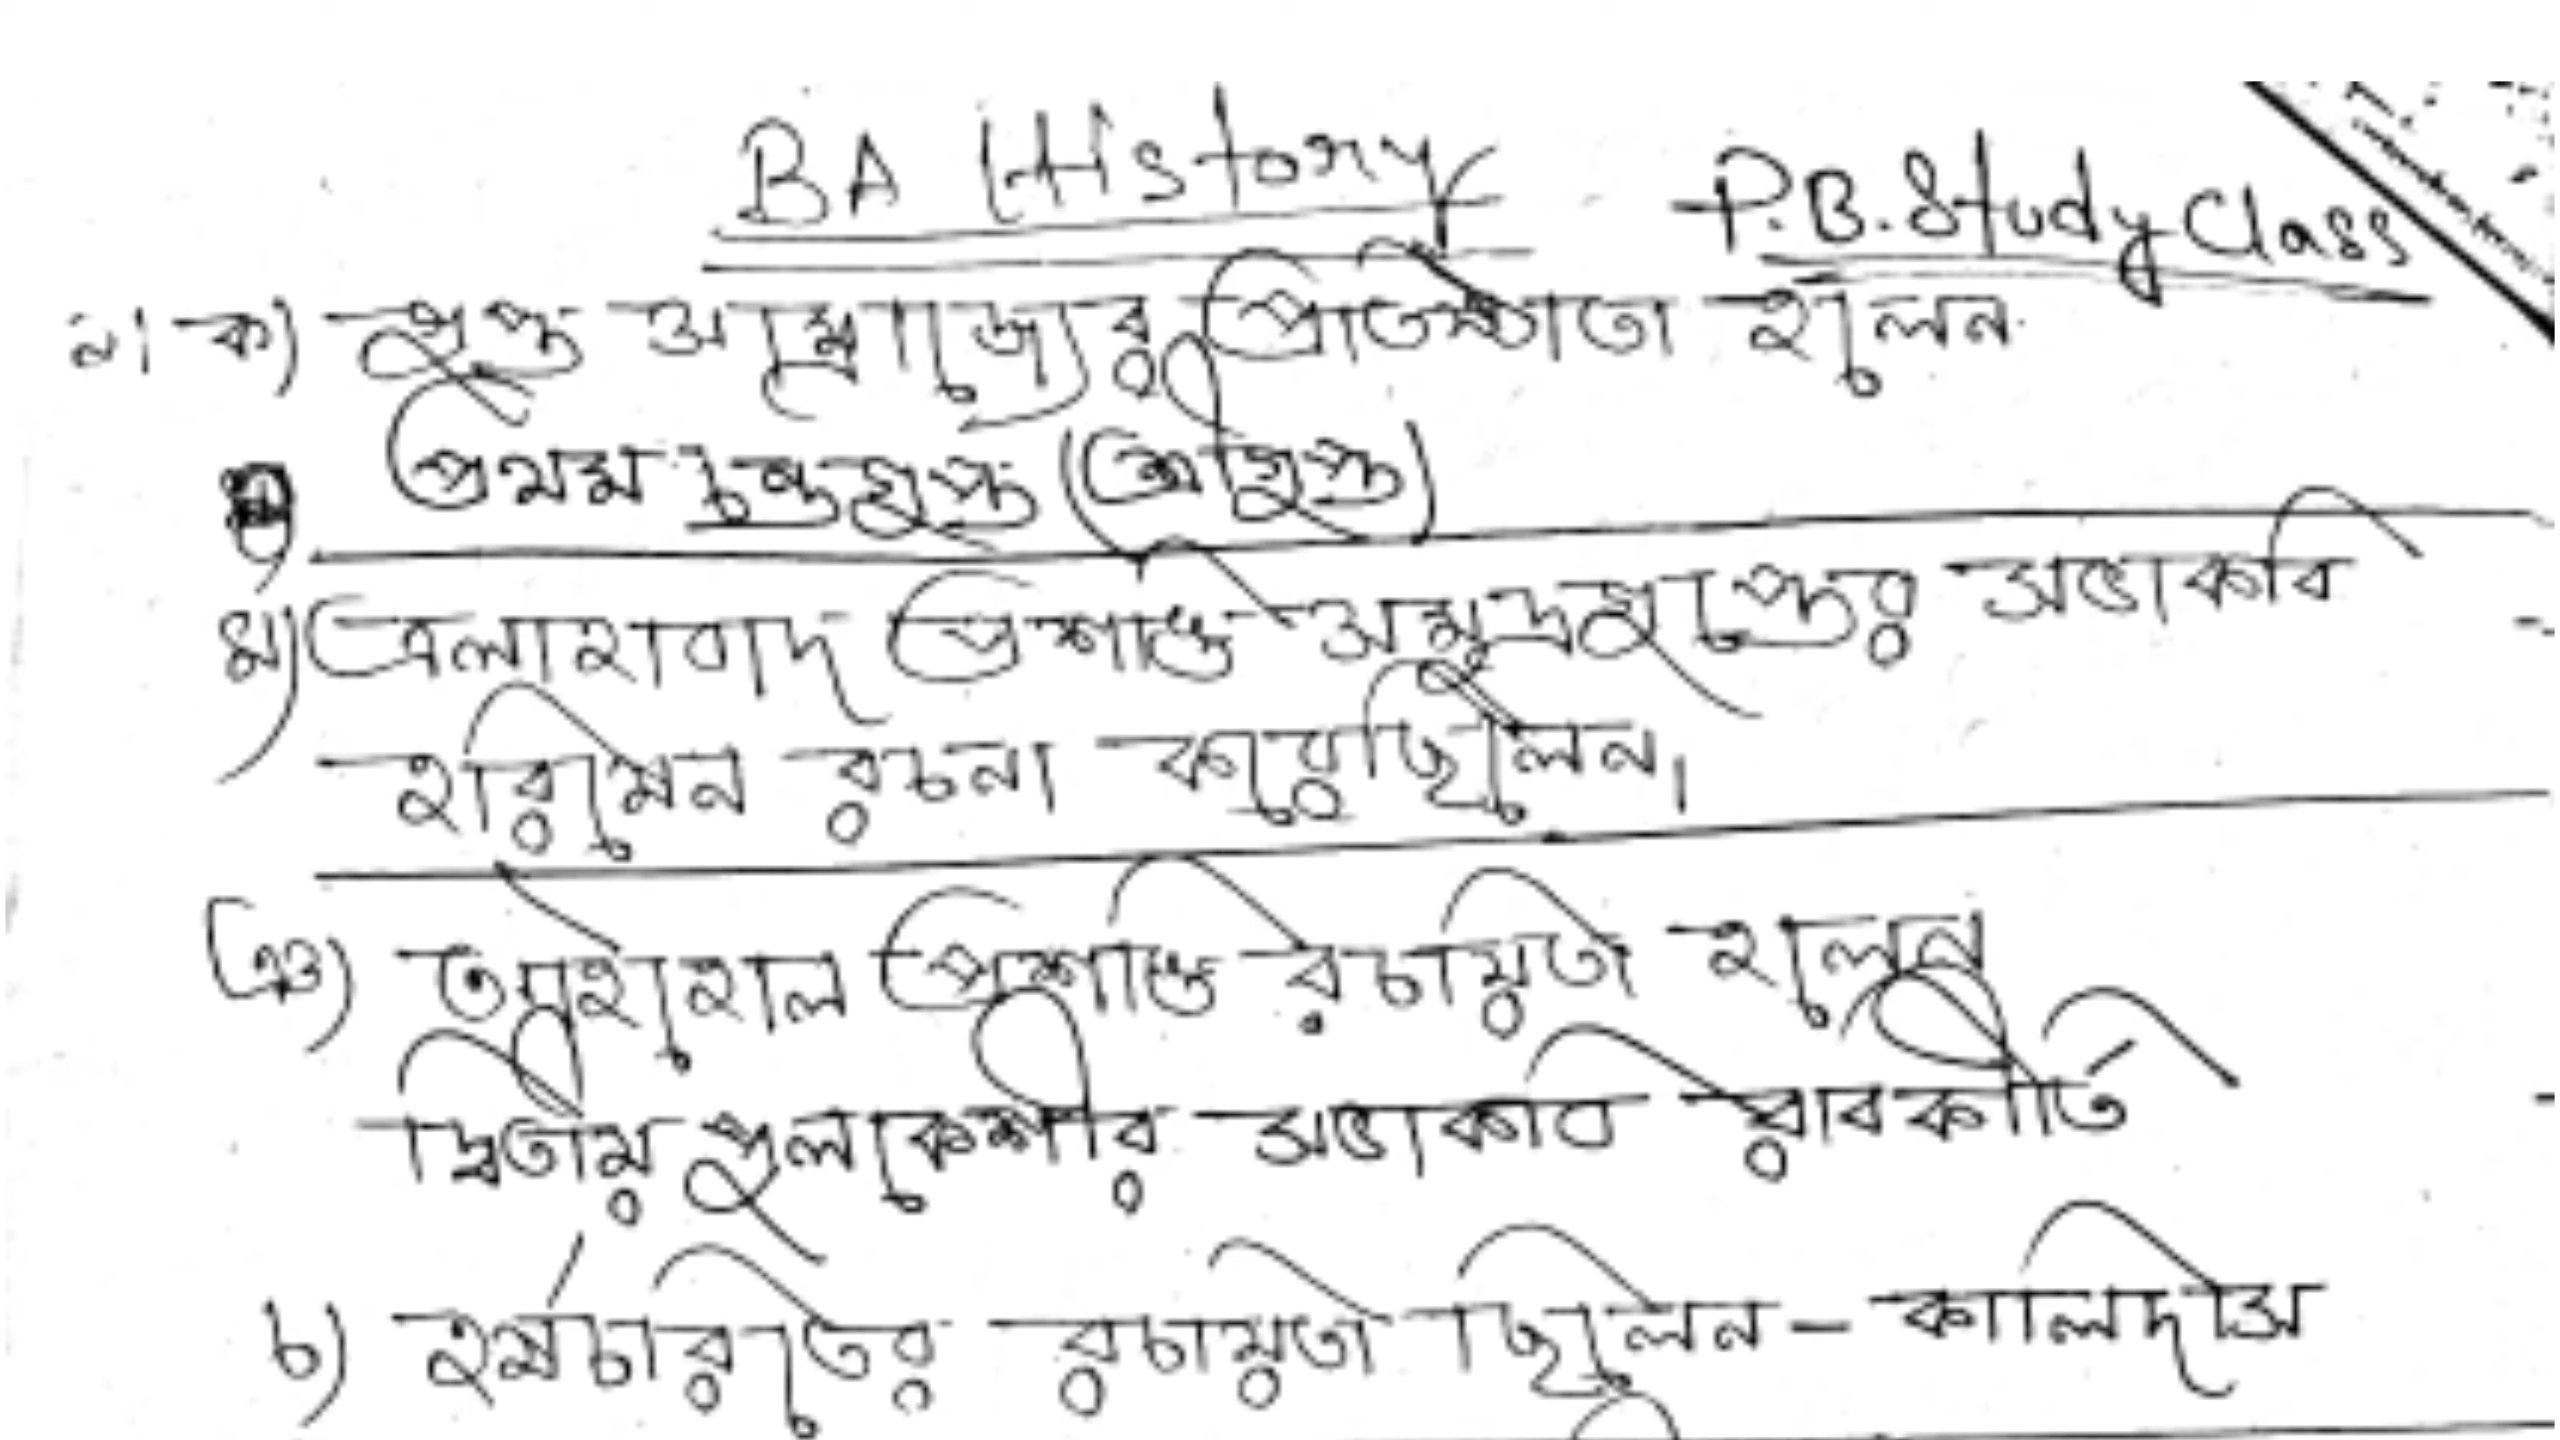 BA History
P.B. Study Class
১। ক) গুপ্ত সাম্রাজ্যের প্রতিষ্ঠাতা হলেন
প্রথম চন্দ্রগুপ্ত (শ্রীগুপ্ত)
ঘ) এলাহাবাদ প্রশস্তি সমুদ্রগুপ্তের সভাকবি
হরিষেন রচনা করেছিলেন।
ঙ) প্রশস্তি রচয়িতা হলেন
দ্বিতীয় পুলকেশীর সভাকবি রবিকীর্তি
চ) হর্ষচরিতের রচয়িতা ছিলেন - কালিদাস